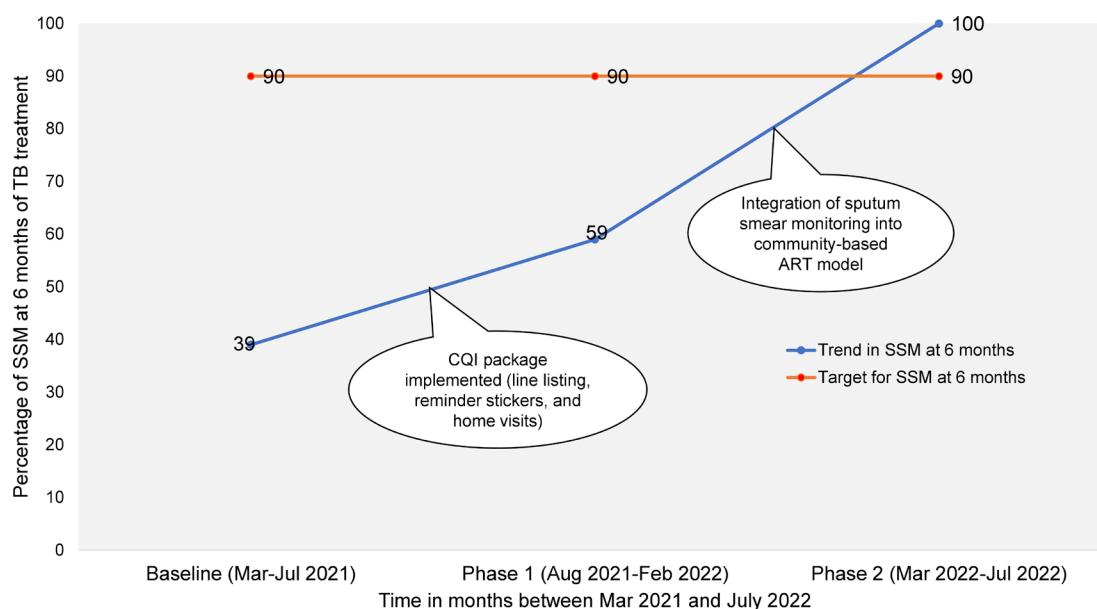 Percentage of SSM at 6 months of TB treatment
100
90
80
70
60
50
40
30
20
10
0
90
90
90
39
59
100
CQI package
implemented (line listing,
reminder stickers, and
home visits)
Integration of sputum
smear monitoring into
community-based
ART model
Trend in SSM at 6 months
Target for SSM at 6 months
Baseline (Mar-Jul 2021)
Phase 1 (Aug 2021-Feb 2022)
Phase 2 (Mar 2022-Jul 2022)
Time in months between Mar 2021 and July 2022